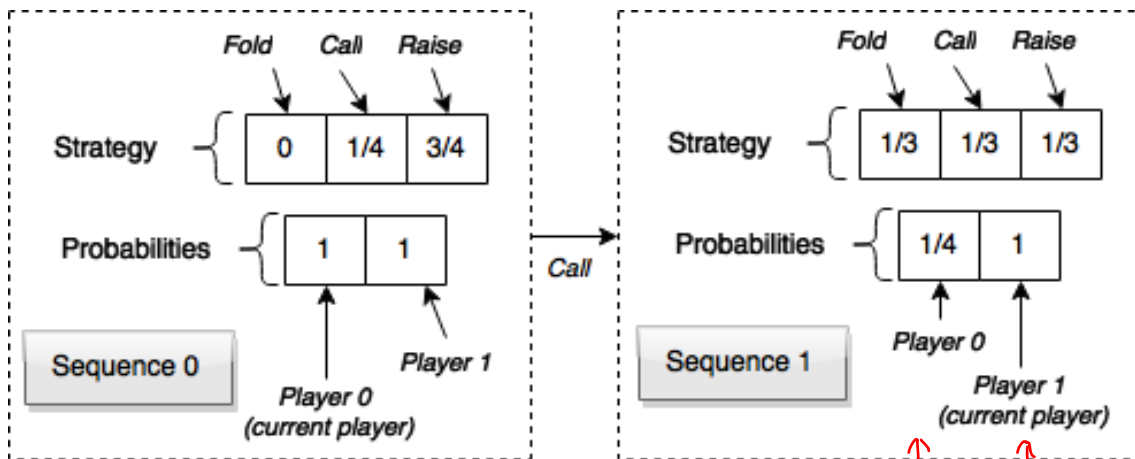 Fold Call Raise
Strategy 0 1/4 3/4
Probabilities 1 1
Player 1
Sequence 0
Player 0
(current player)
Call
Fold Call Raise
Strategy 1/3 1/3 1/3
Probabilities 1/4 1
Player 0
Sequence 1
Player 1
(current player)